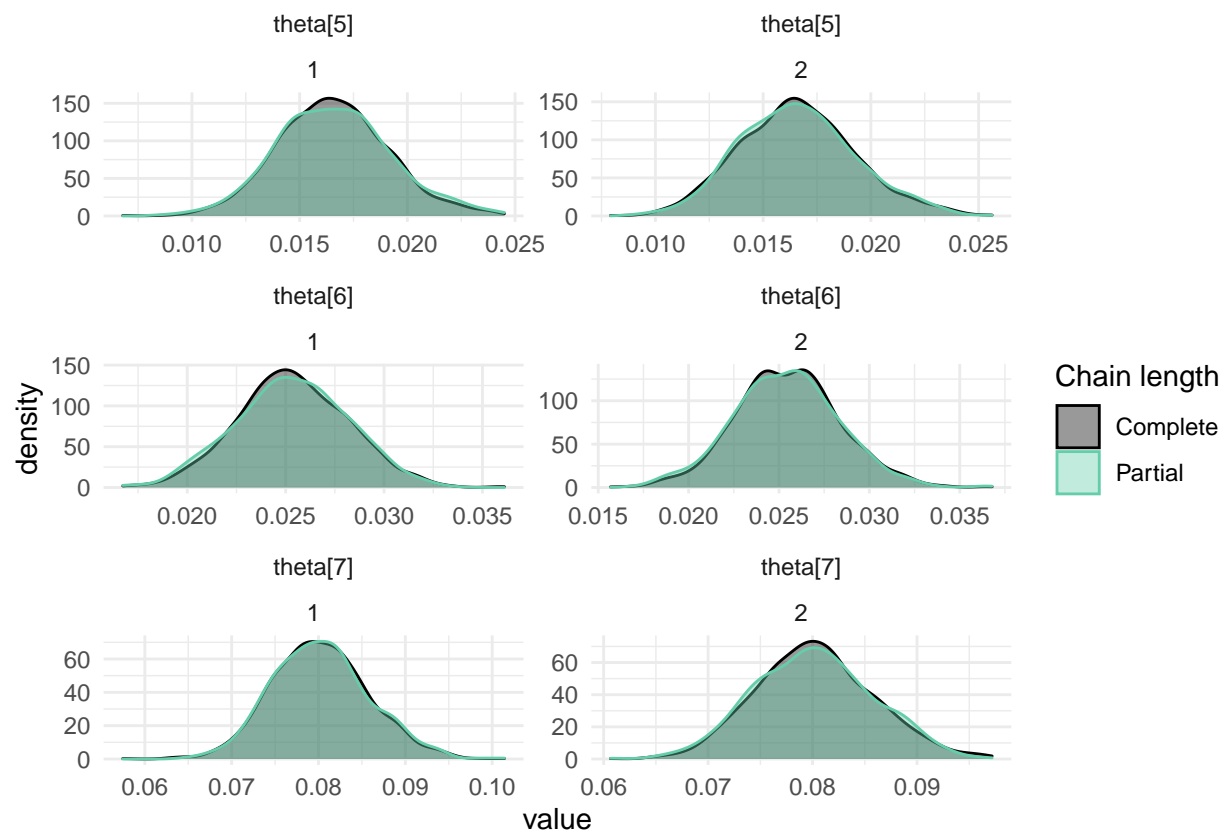 theta[5] theta[5]
1 2
150 150
100 100
50 50
0 0
0.010 0.015 0.020 0.025 0.010 0.015 0.020 0.025
theta[6] theta[6]
1 2
150
100 100
50 50
0 0
0.020 0.025 0.030 0.035 0.015 0.020 0.025 0.030 0.035
density
Chain length
Complete
Partial
theta[7] theta[7]
1 2
60 60
40 40
20 20
0 0
0.06 0.07 0.08 0.09 0.10 0.06 0.07 0.08 0.09
value